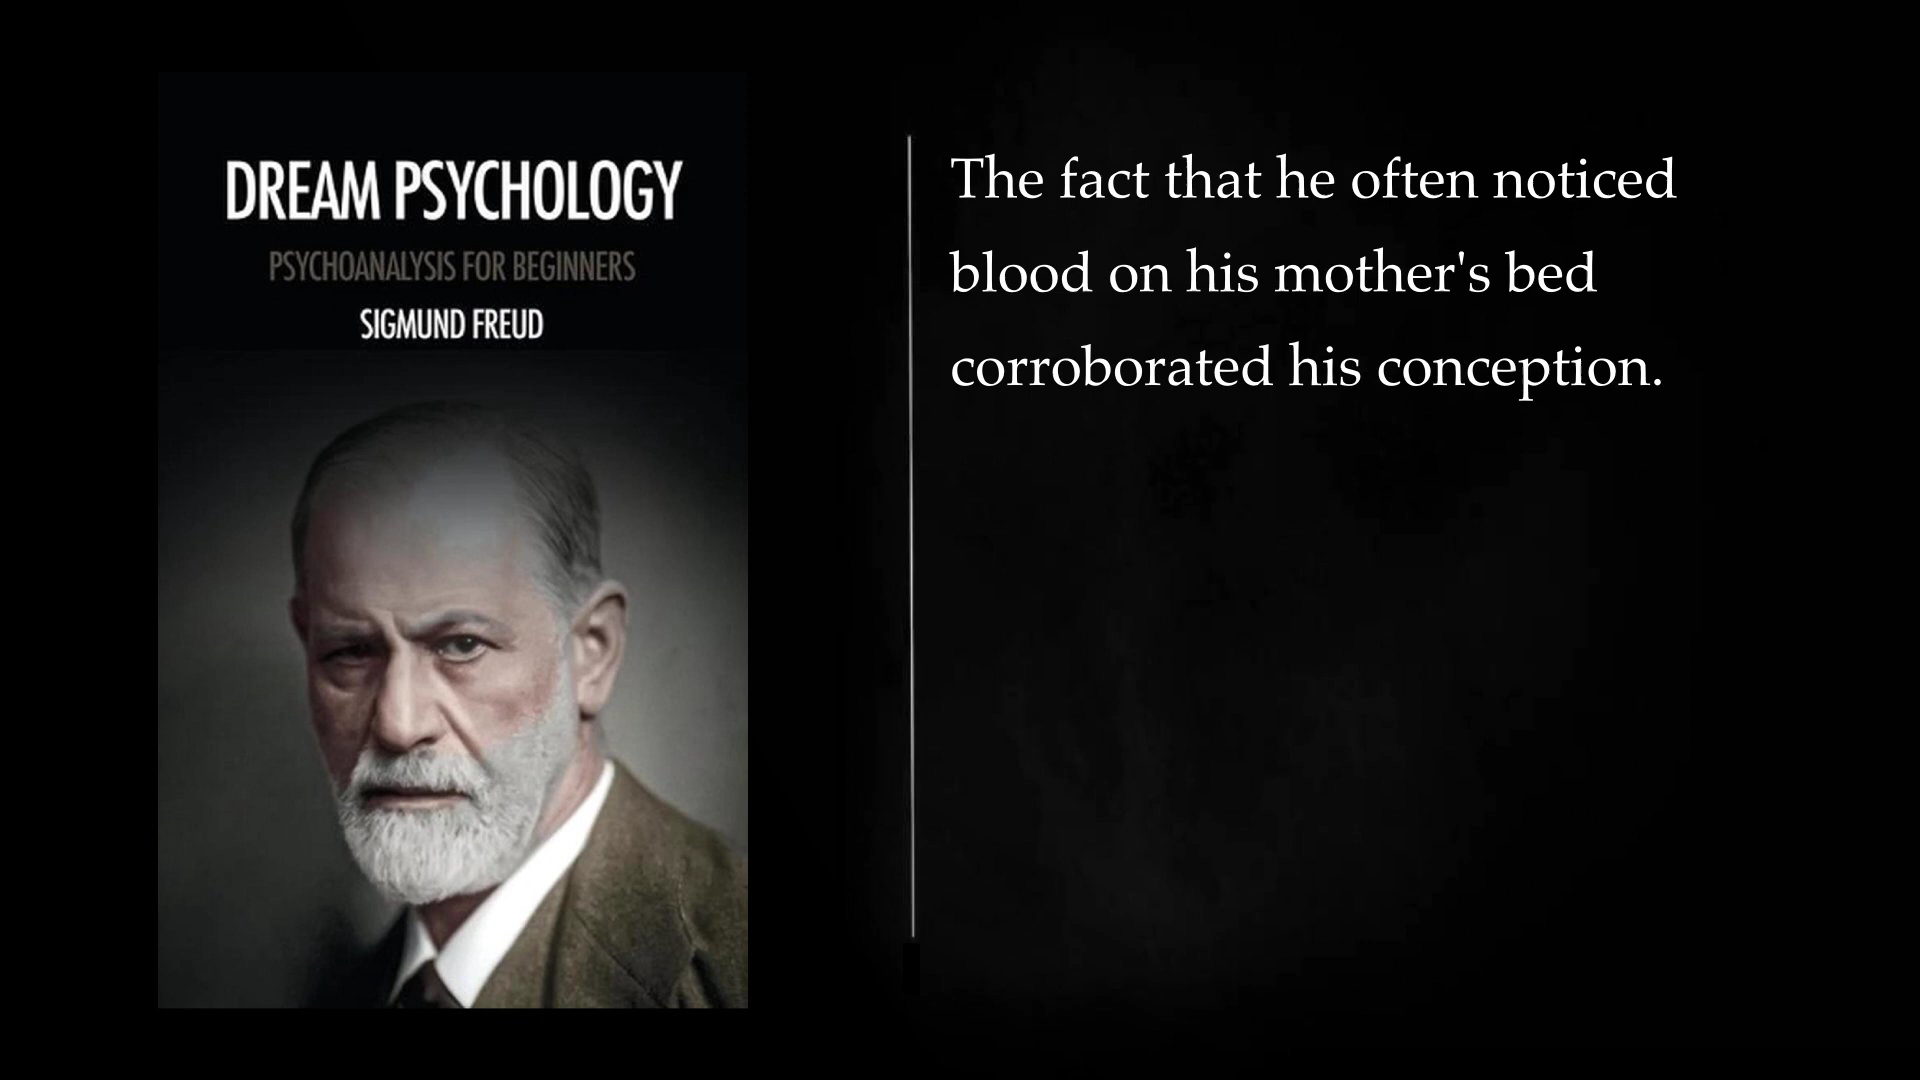 DREAM PSYCHOLOGY
PSYCHOANALYSIS FOR BEGINNERS
SIGMUND FREUD
The fact that he often noticed
blood on his mother's bed
corroborated his conception.